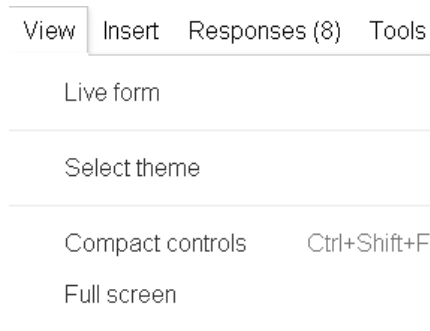 View Insert Responses (8) Tools
Live form
Select theme
Compact controls Ctrl+Shift+F
Full screen